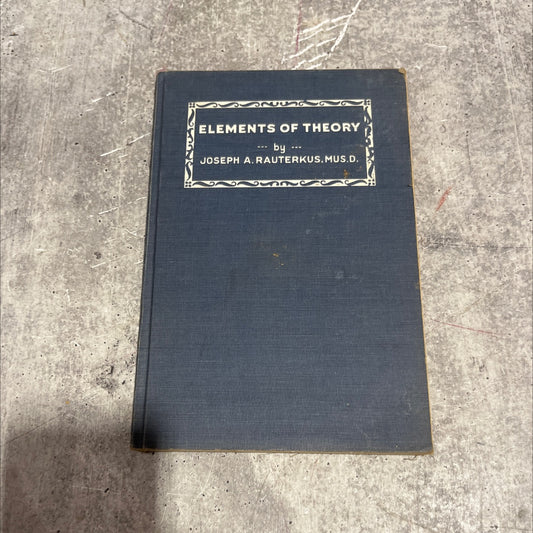 ELEMENTS OF THEORY
--- by ---
JOSEPH A. RAUTERKUS, MUS.D.